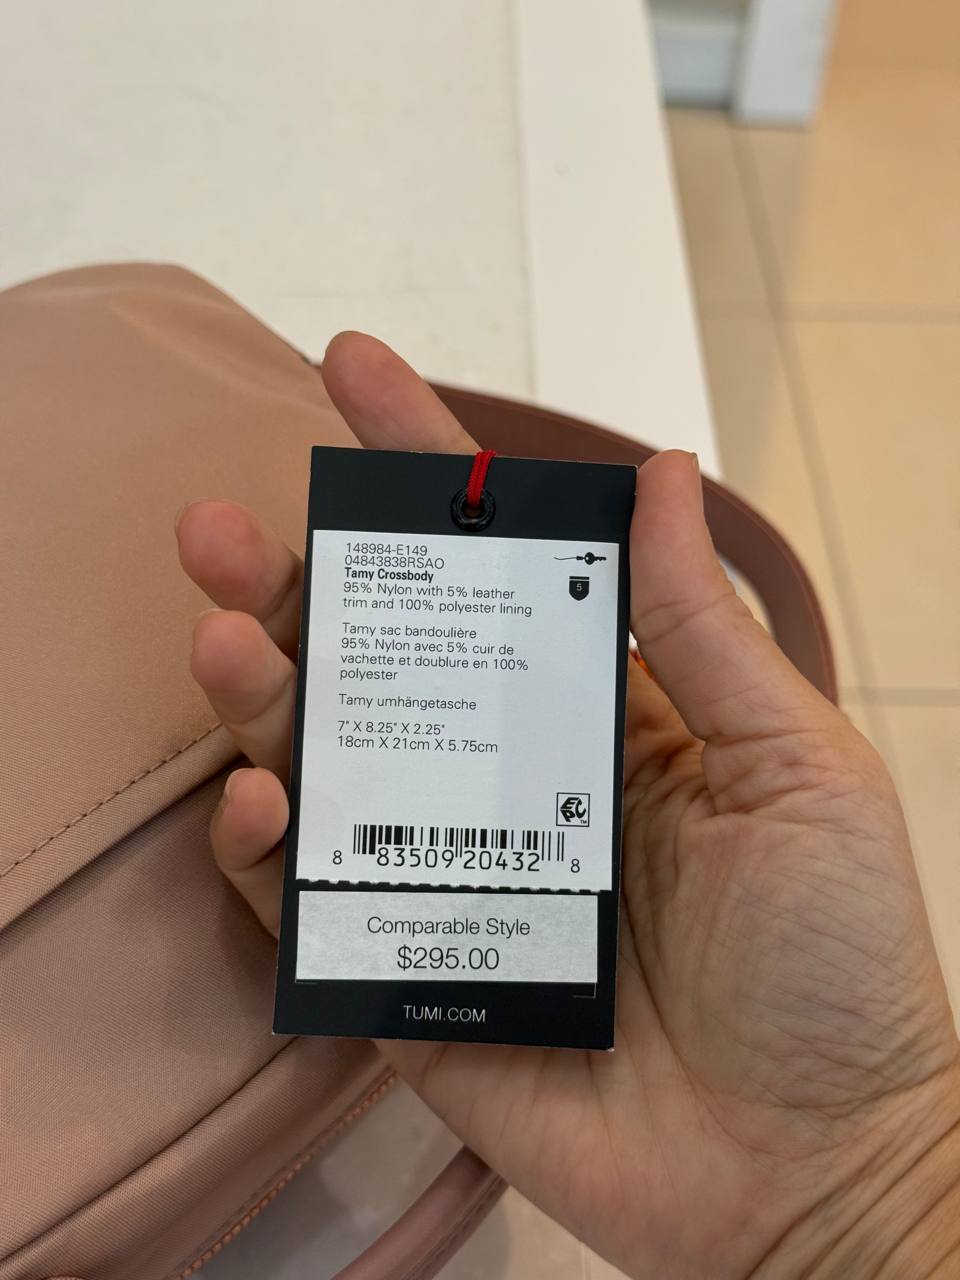 148984-E149
04843838RSAO
Tamy Crossbody
95% Nylon with 5% leather
trim and 100% polyester lining
Tamy sac bandoulière
95% Nylon avec 5% cuir de
vachette et doublure en 100%
polyester
Tamy umhängetasche
7" X 8.25" X 2.25"
18cm X 21cm X 5.75cm
5
EPC TM
8 83509 20432 8
Comparable Style
$295.00
TUMI.COM